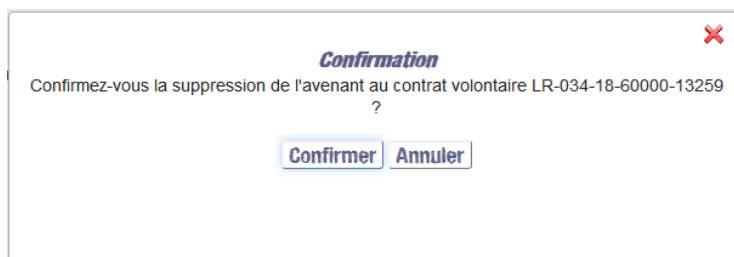 Confirmation
Confirmez-vous la suppression de l'avenant au contrat volontaire LR-034-18-60000-13259
?
Confirmer Annuler